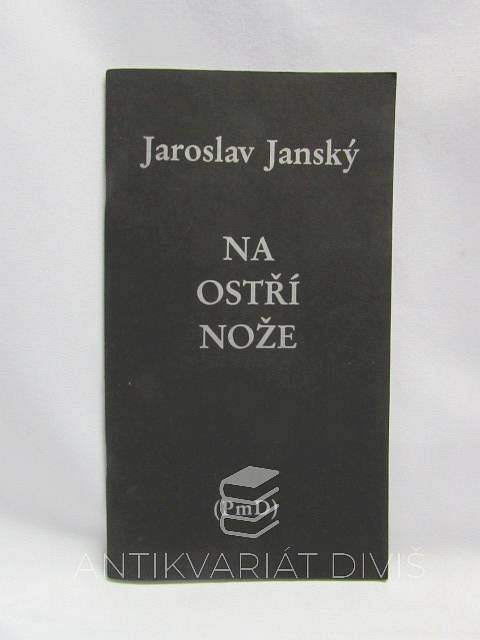 Jaroslav Janský
NA
OSTŘÍ
NOŽE
(PmD)
ANTIKVARIÁT DIVIŠ